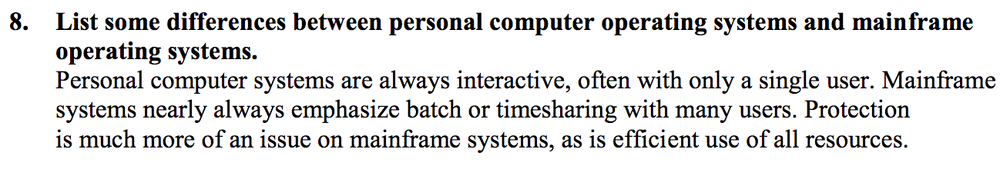 8. List some differences between personal computer operating systems and mainframe
operating systems.
Personal computer systems are always interactive, often with only a single user. Mainframe
systems nearly always emphasize batch or timesharing with many users. Protection
is much more of an issue on mainframe systems, as is efficient use of all resources.